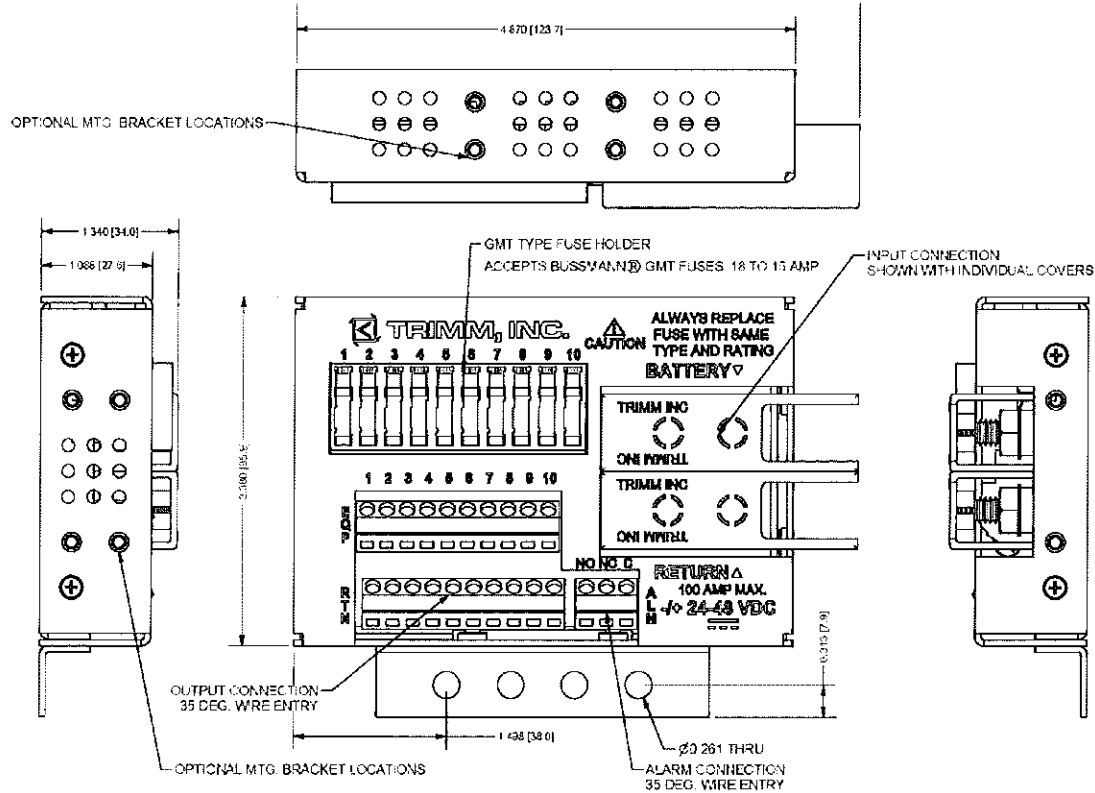 4.870 [123.7]
OPTIONAL MTG. BRACKET LOCATIONS
1.340 [34.0]
GMT TYPE FUSE HOLDER
ACCEPTS BUSSMANN® GMT FUSES .18 TO 15 AMP
INPUT CONNECTION
SHOWN WITH INDIVIDUAL COVERS
TRIMM, INC.
CAUTION
ALWAYS REPLACE
FUSE WITH SAME
TYPE AND RATING
BATTERY ▽
1 2 3 4 5 6 7 8 9 10
TRIMM INC
TRIMM INC
1 2 3 4 5 6 7 8 9 10
TRIMM INC
TRIMM INC
NO NC C
RETURN △
100 AMP MAX.
-/+ 24-48 VDC
RTN
ALM
0.313 [7.9]
OUTPUT CONNECTION
35 DEG. WIRE ENTRY
1.498 [38.0]
Ø0.261 THRU
OPTIONAL MTG. BRACKET LOCATIONS
ALARM CONNECTION
35 DEG. WIRE ENTRY